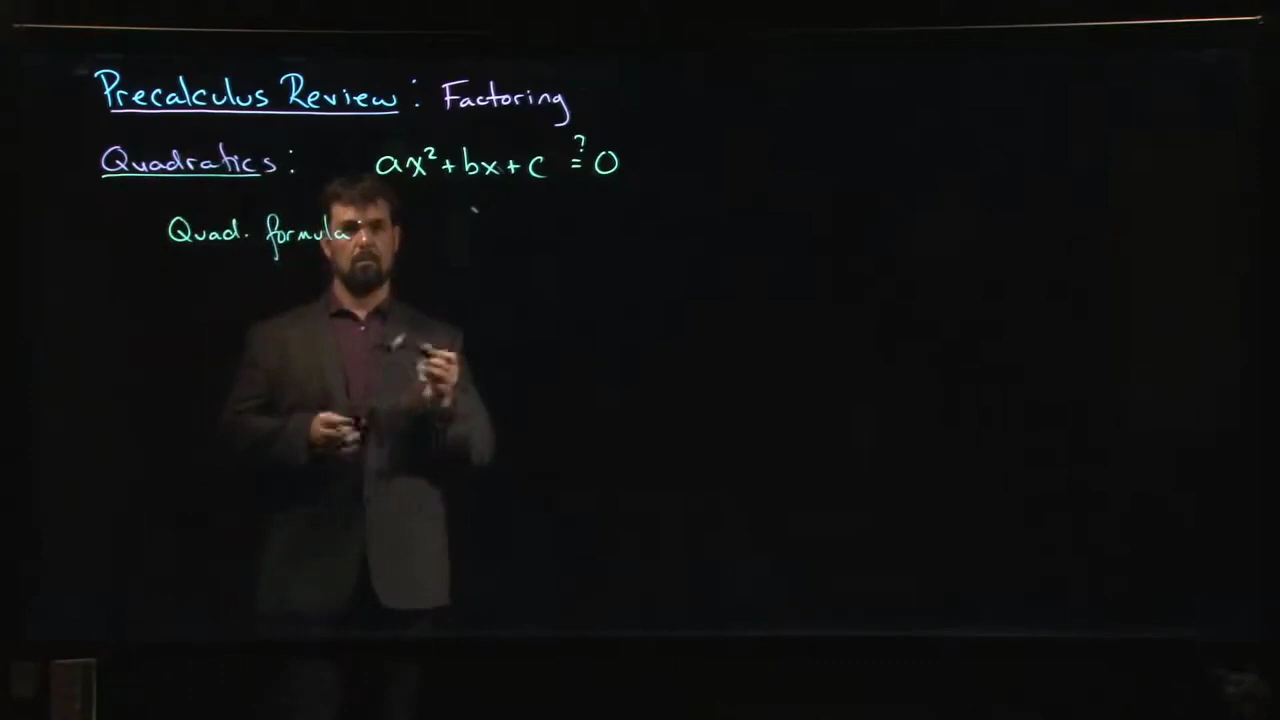 Precalculus Review: Factoring
Quadratics: ax²+bx+c ≟ 0
Quad. formula: